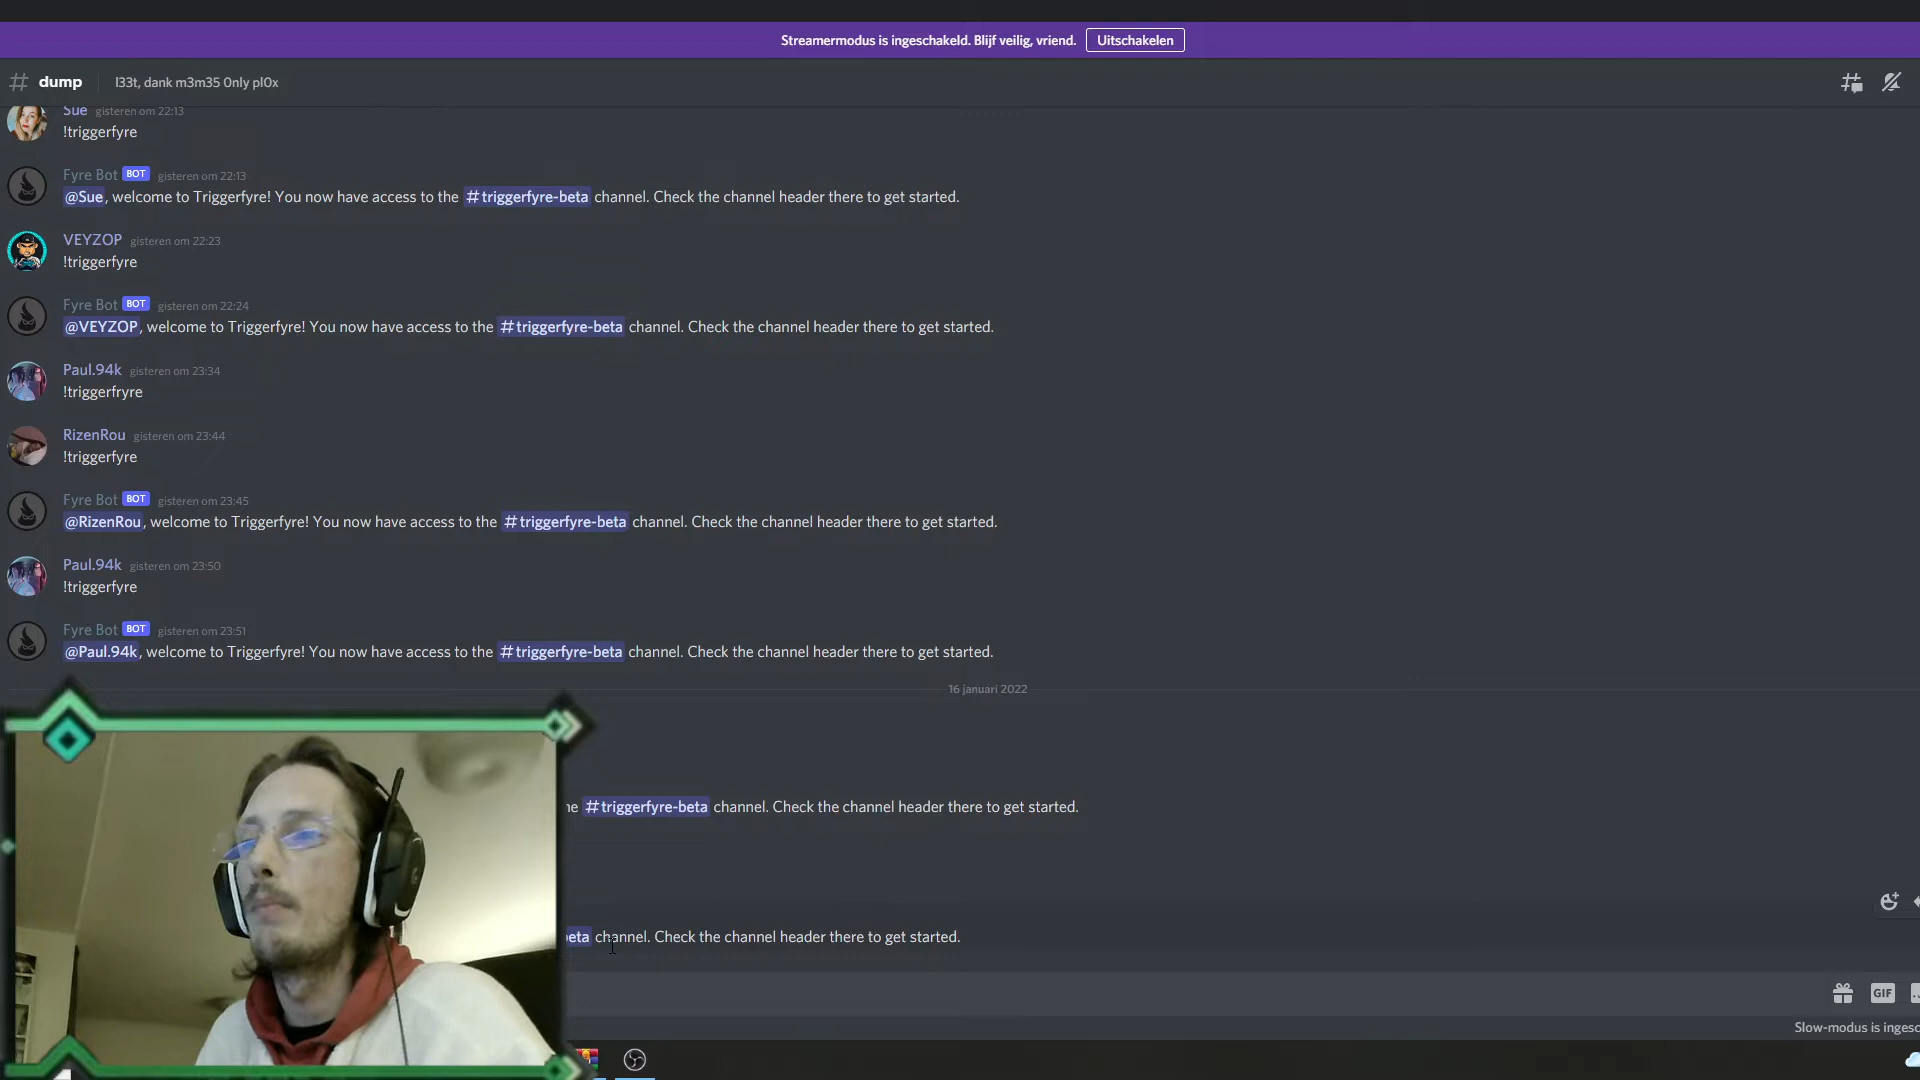 Streamermodus is ingeschakeld. Blijf veilig, vriend. Uitschakelen
# dump l33t, dank m3m35 0nly pl0x
Sue gisteren om 22:13
!triggerfyre
Fyre Bot BOT gisteren om 22:13
@Sue, welcome to Triggerfyre! You now have access to the #triggerfyre-beta channel. Check the channel header there to get started.
VEYZOP gisteren om 22:23
!triggerfyre
Fyre Bot BOT gisteren om 22:24
@VEYZOP, welcome to Triggerfyre! You now have access to the #triggerfyre-beta channel. Check the channel header there to get started.
Paul.94k gisteren om 23:34
!triggerfryre
RizenRou gisteren om 23:44
!triggerfyre
Fyre Bot BOT gisteren om 23:45
@RizenRou, welcome to Triggerfyre! You now have access to the #triggerfyre-beta channel. Check the channel header there to get started.
Paul.94k gisteren om 23:50
!triggerfyre
Fyre Bot BOT gisteren om 23:51
@Paul.94k, welcome to Triggerfyre! You now have access to the #triggerfyre-beta channel. Check the channel header there to get started.
16 januari 2022
#triggerfyre-beta channel. Check the channel header there to get started.
beta channel. Check the channel header there to get started.
GIF
Slow-modus is